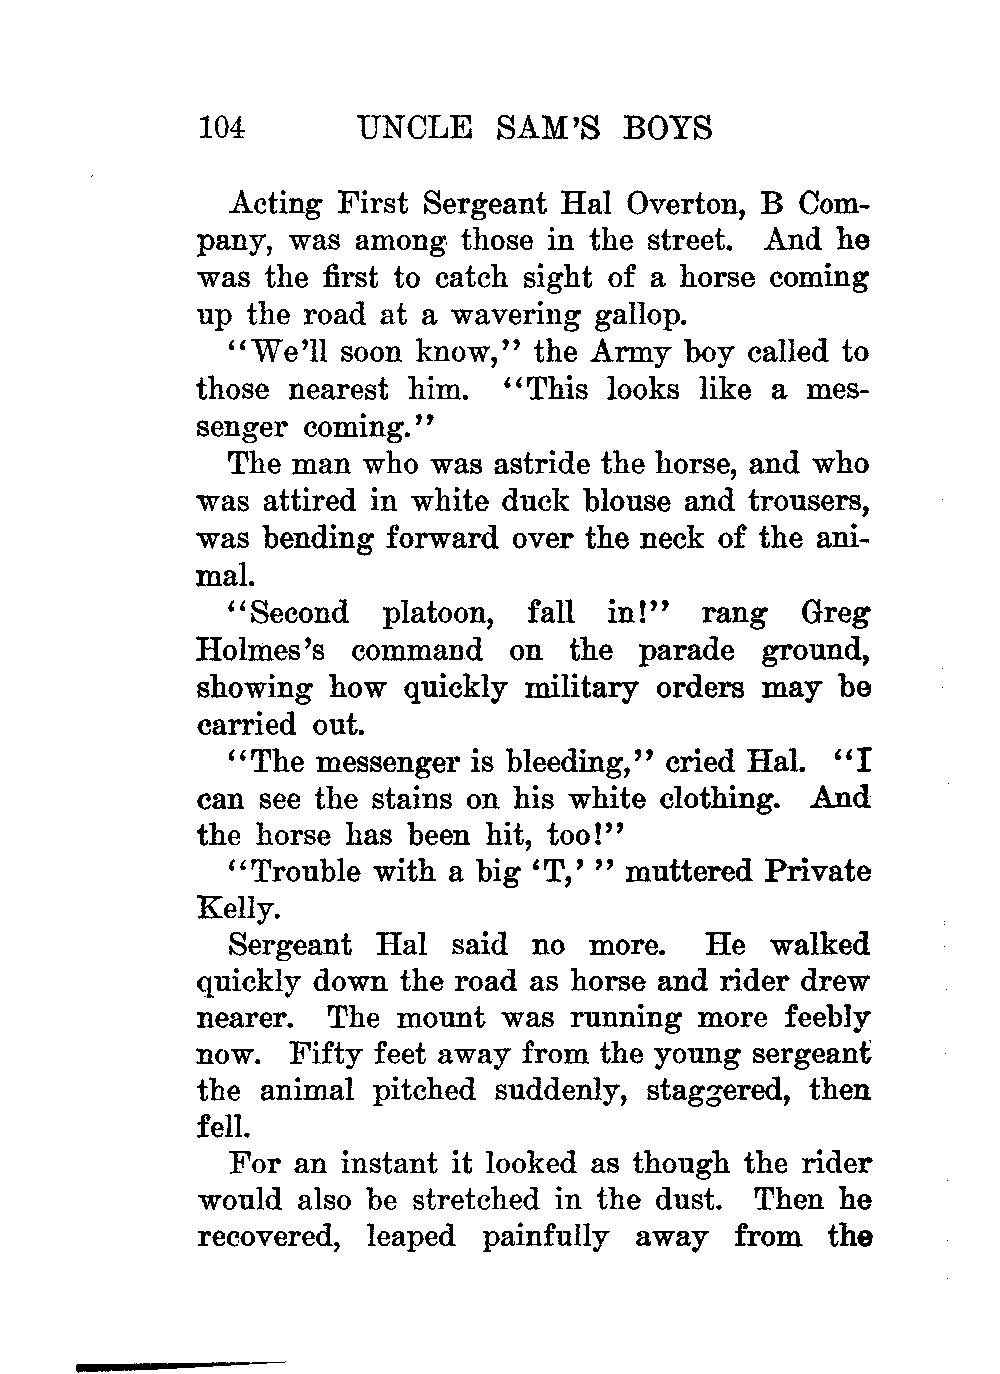 104 UNCLE SAM'S BOYS
Acting First Sergeant Hal Overton, B Com-
pany, was among those in the street. And he
was the first to catch sight of a horse coming
up the road at a wavering gallop.
"We'll soon know," the Army boy called to
those nearest him. "This looks like a mes-
senger coming."
The man who was astride the horse, and who
was attired in white duck blouse and trousers,
was bending forward over the neck of the ani-
mal.
"Second platoon, fall in!" rang Greg
Holmes's command on the parade ground,
showing how quickly military orders may be
carried out.
"The messenger is bleeding," cried Hal. "I
can see the stains on his white clothing. And
the horse has been hit, too!"
"Trouble with a big 'T,' " muttered Private
Kelly.
Sergeant Hal said no more. He walked
quickly down the road as horse and rider drew
nearer. The mount was running more feebly
now. Fifty feet away from the young sergeant
the animal pitched suddenly, staggered, then
fell.
For an instant it looked as though the rider
would also be stretched in the dust. Then he
recovered, leaped painfully away from the